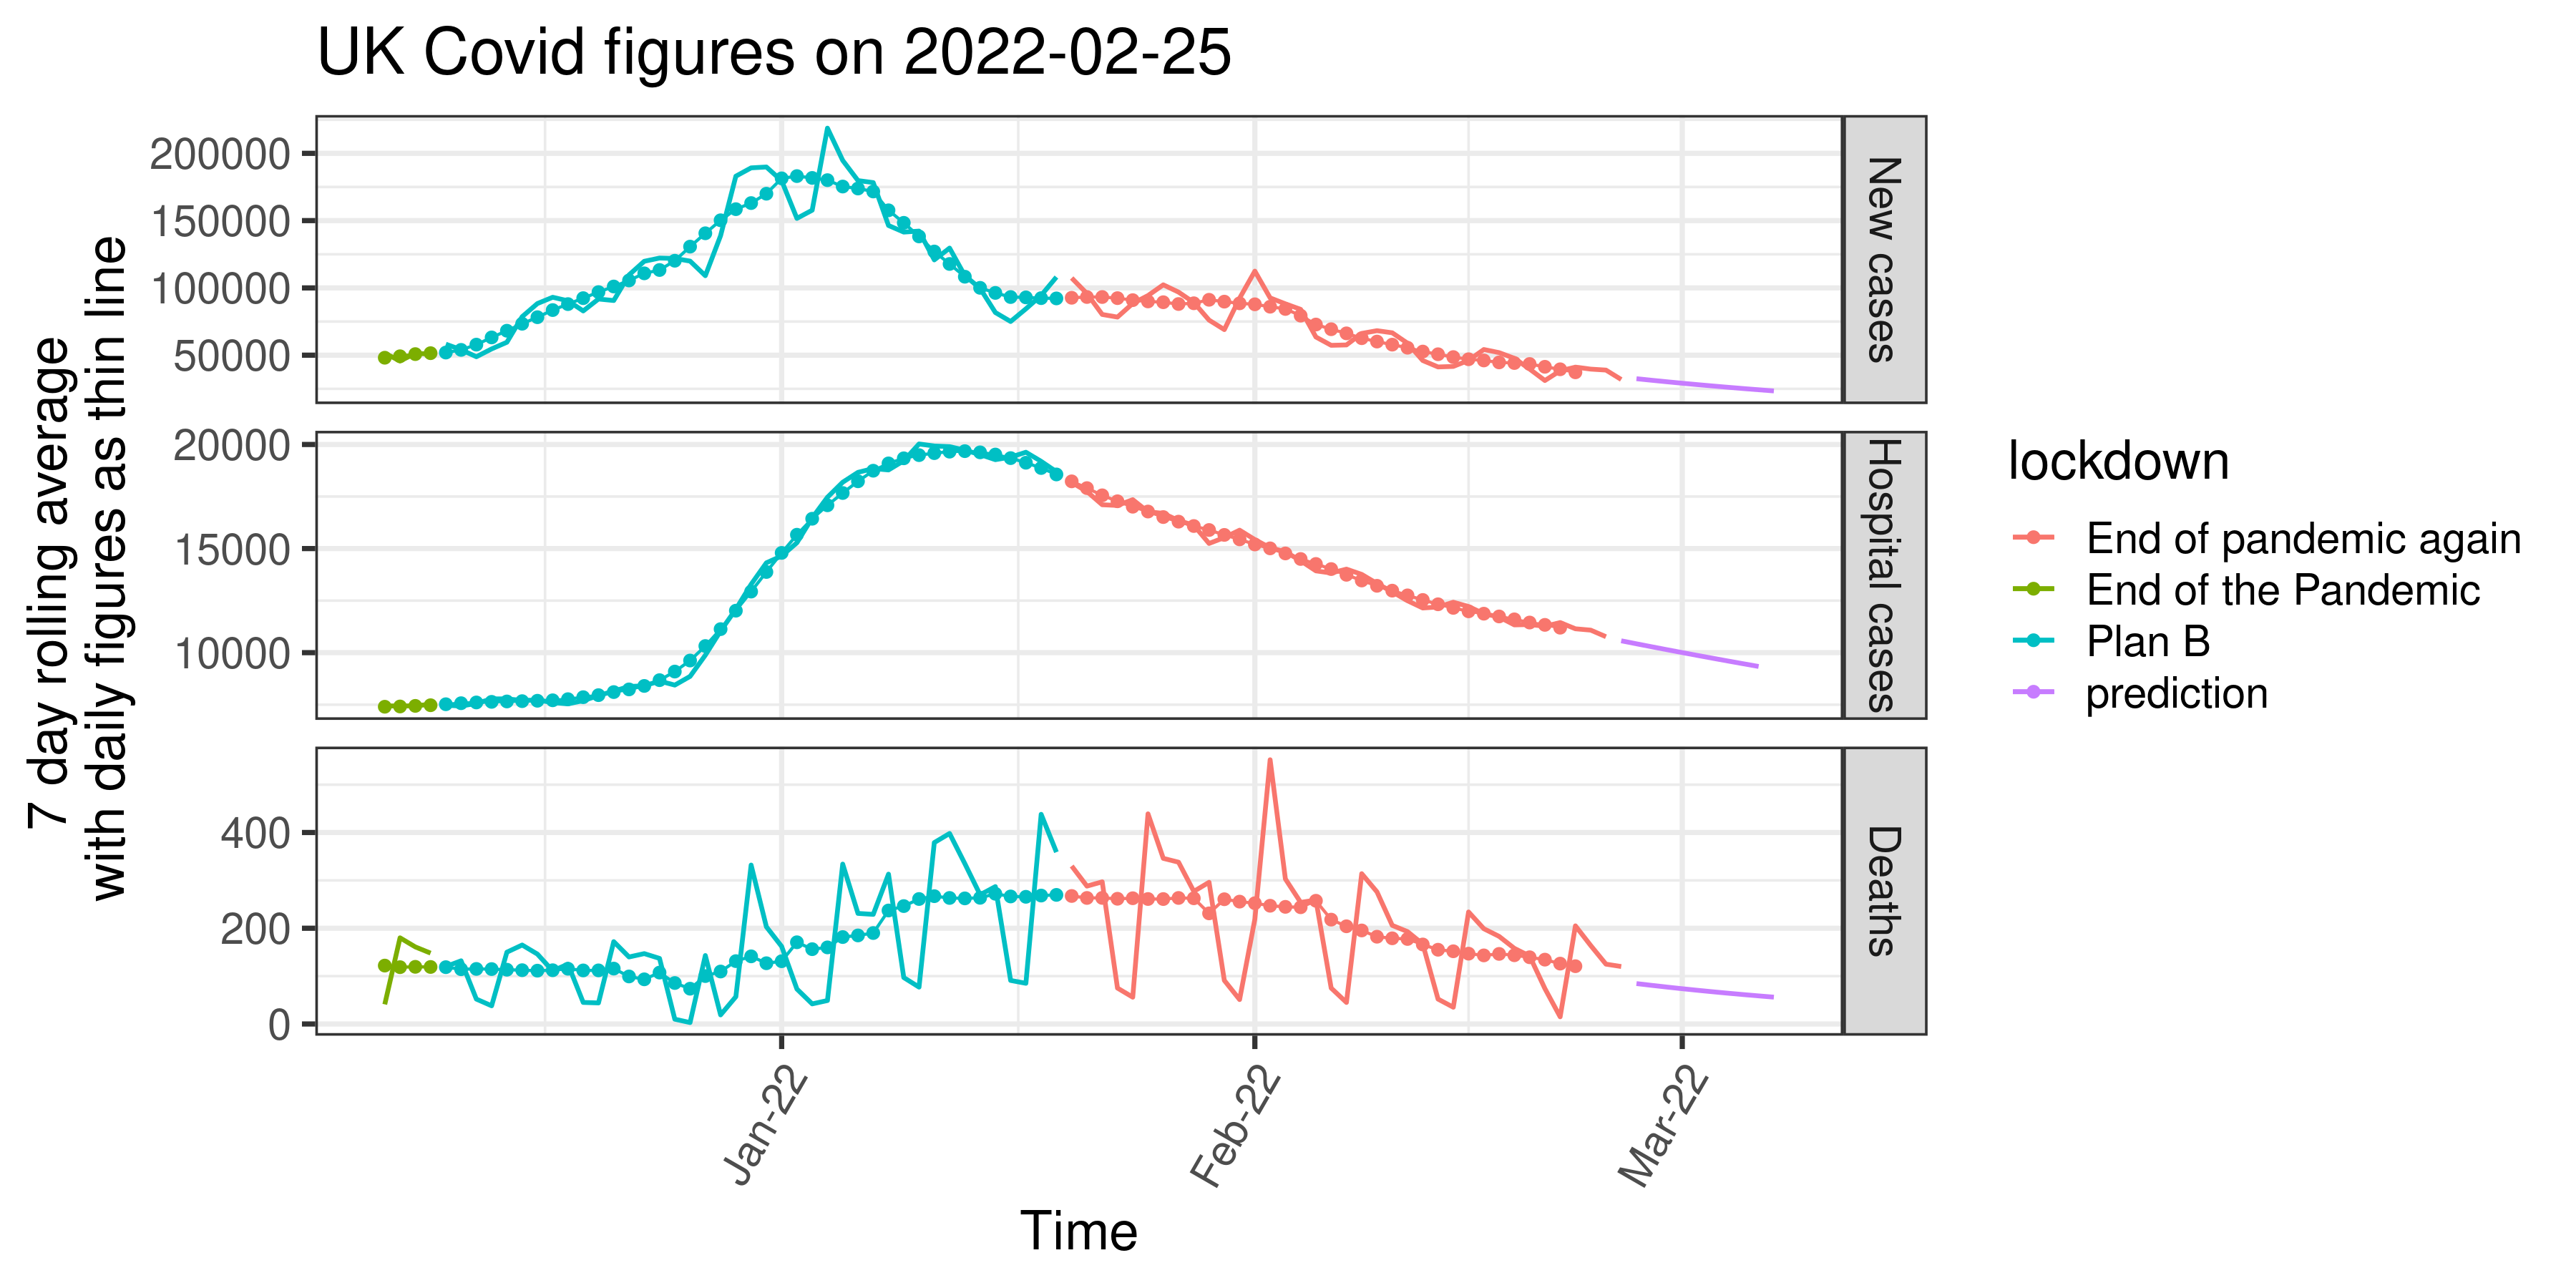 UK Covid figures on 2022-02-25
7 day rolling average
with daily figures as thin line
200000
150000
100000
50000
New cases
20000
15000
10000
Hospital cases
400
200
0
Deaths
Jan-22
Feb-22
Mar-22
Time
lockdown
End of pandemic again
End of the Pandemic
Plan B
prediction